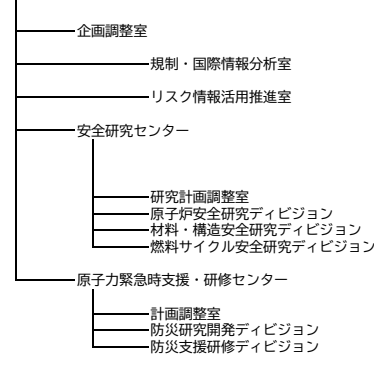 企画調整室
規制・国際情報分析室
リスク情報活用推進室
安全研究センター
研究計画調整室
原子炉安全研究ディビジョン
材料・構造安全研究ディビジョン
燃料サイクル安全研究ディビジョン
原子力緊急時支援・研修センター
計画調整室
防災研究開発ディビジョン
防災支援研修ディビジョン